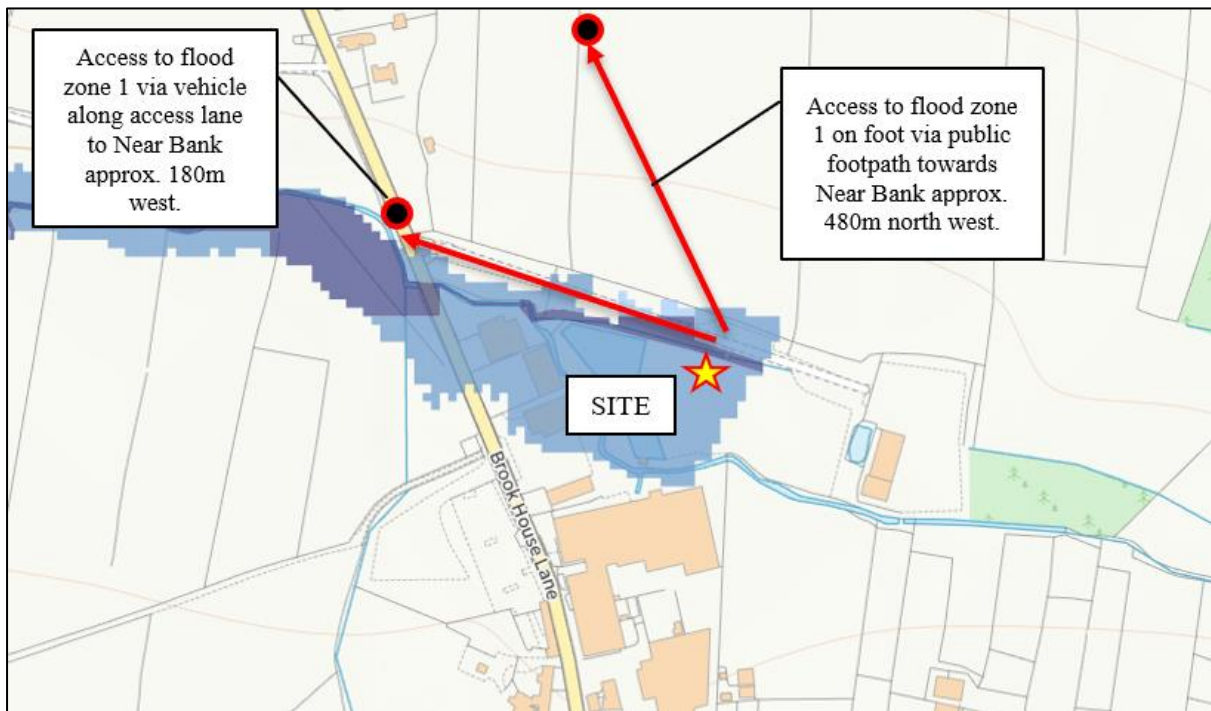 Access to flood
zone 1 via vehicle
along access lane
to Near Bank
approx. 180m
west.
Access to flood zone
1 on foot via public
footpath towards
Near Bank approx.
480m north west.
SITE
Brook House Lane